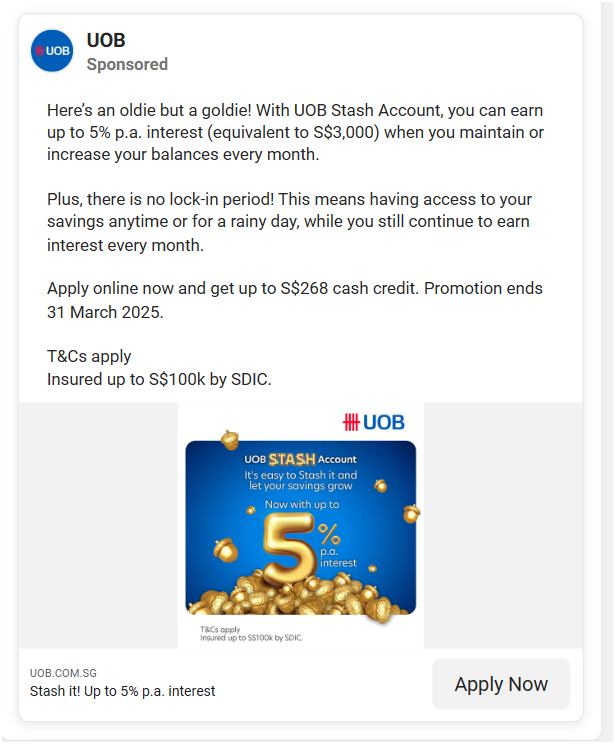 UOB
UOB
Sponsored
Here's an oldie but a goldie! With UOB Stash Account, you can earn
up to 5% p.a. interest (equivalent to S$3,000) when you maintain or
increase your balances every month.
Plus, there is no lock-in period! This means having access to your
savings anytime or for a rainy day, while you still continue to earn
interest every month.
Apply online now and get up to S$268 cash credit. Promotion ends
31 March 2025.
T&Cs apply
Insured up to S$100k by SDIC.
UOB
UOB STASH Account
It's easy to Stash it and
let your savings grow
Now with up to
5%
p.a.
interest
T&Cs apply
Insured up to S$100k by SDIC.
UOB.COM.SG
Stash it! Up to 5% p.a. interest
Apply Now